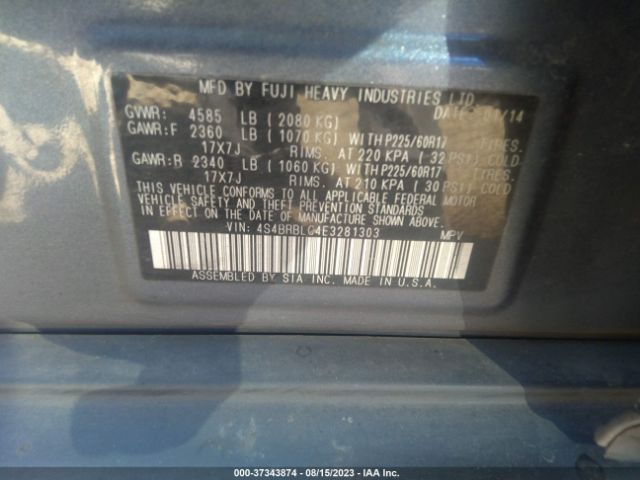 MFD BY FUJI HEAVY INDUSTRIES LTD.
GVWR: 4585 LB ( 2080 KG) DATE: 01/14
GAWR:F 2360 LB ( 1070 KG) WITH P225/60R17 TIRES,
17X7J RIMS, AT 220 KPA ( 32 PSI) COLD
GAWR:R 2340 LB ( 1060 KG) WITH P225/60R17 TIRES,
17X7J RIMS, AT 210 KPA ( 30 PSI) COLD
THIS VEHICLE CONFORMS TO ALL APPLICABLE FEDERAL MOTOR
VEHICLE SAFETY AND THEFT PREVENTION STANDARDS IN
EFFECT ON THE DATE OF MANUFACTURE SHOWN ABOVE.
VIN: 4S4BRBLC4E3281303 MPV
ASSEMBLED BY SIA INC. MADE IN U.S.A.
000-37343874 - 08/15/2023 - IAA Inc.